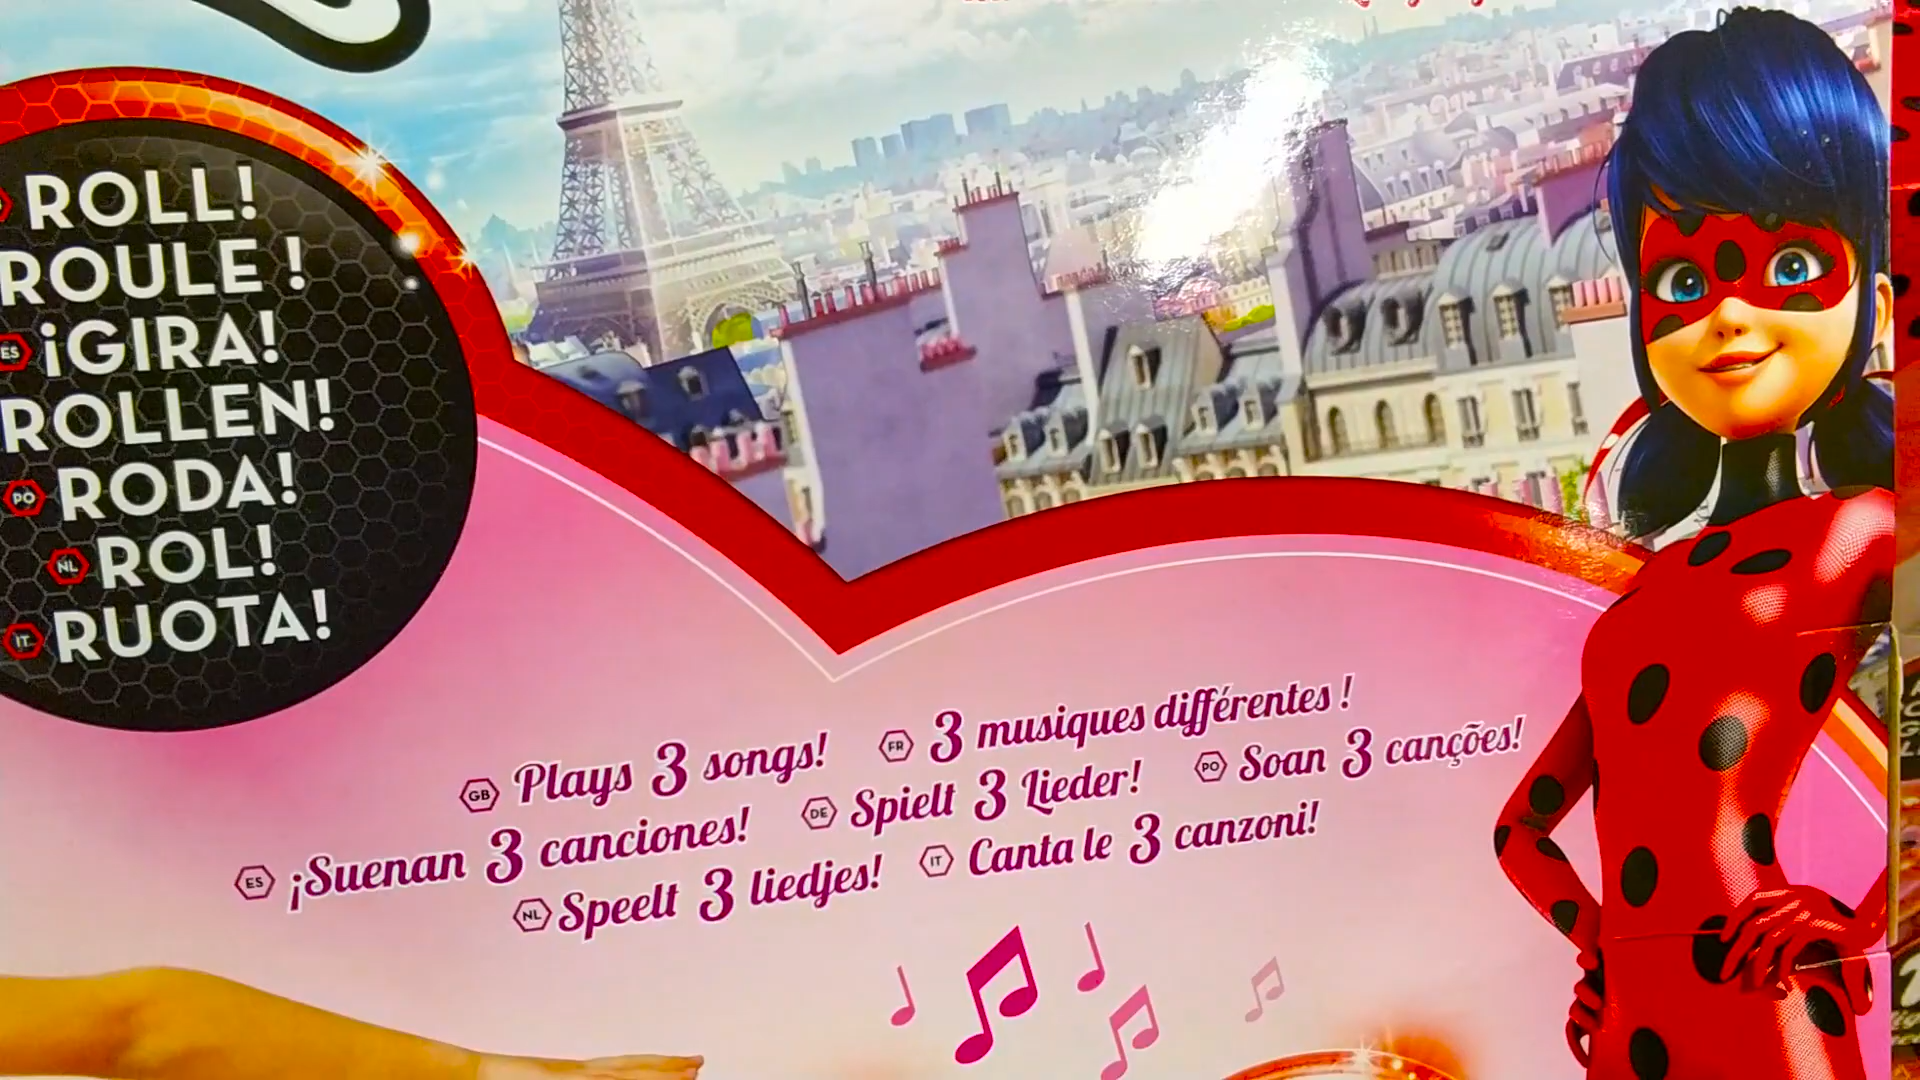 ROLL!
ROULE !
ES ¡GIRA!
ROLLEN!
PO RODA!
NL ROL!
IT RUOTA!
GB Plays 3 songs! FR 3 musiques différentes !
ES ¡Suenan 3 canciones! DE Spielt 3 Lieder! PO Soan 3 canções!
NL Speelt 3 liedjes! IT Canta le 3 canzoni!